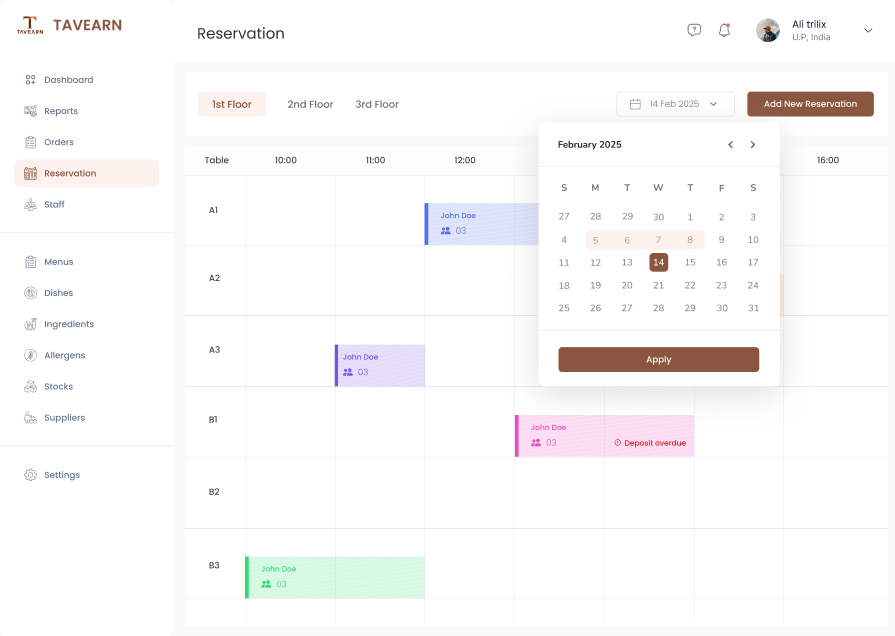 TAVEARN
TAVEARN
Dashboard
Reports
Orders
Reservation
Staff
Menus
Dishes
Ingredients
Allergens
Stocks
Suppliers
Settings
Reservation
?
Ali trilix
U.P, India
1st Floor
2nd Floor
3rd Floor
14 Feb 2025
Add New Reservation
Table 10:00 11:00 12:00 16:00
February 2025
S M T W T F S
27 28 29 30 1 2 3
4 5 6 7 8 9 10
11 12 13 14 15 16 17
18 19 20 21 22 23 24
25 26 27 28 29 30 31
Apply
A1
John Doe
03
A2
A3
John Doe
03
B1
John Doe
03
Deposit overdue
B2
B3
John Doe
03